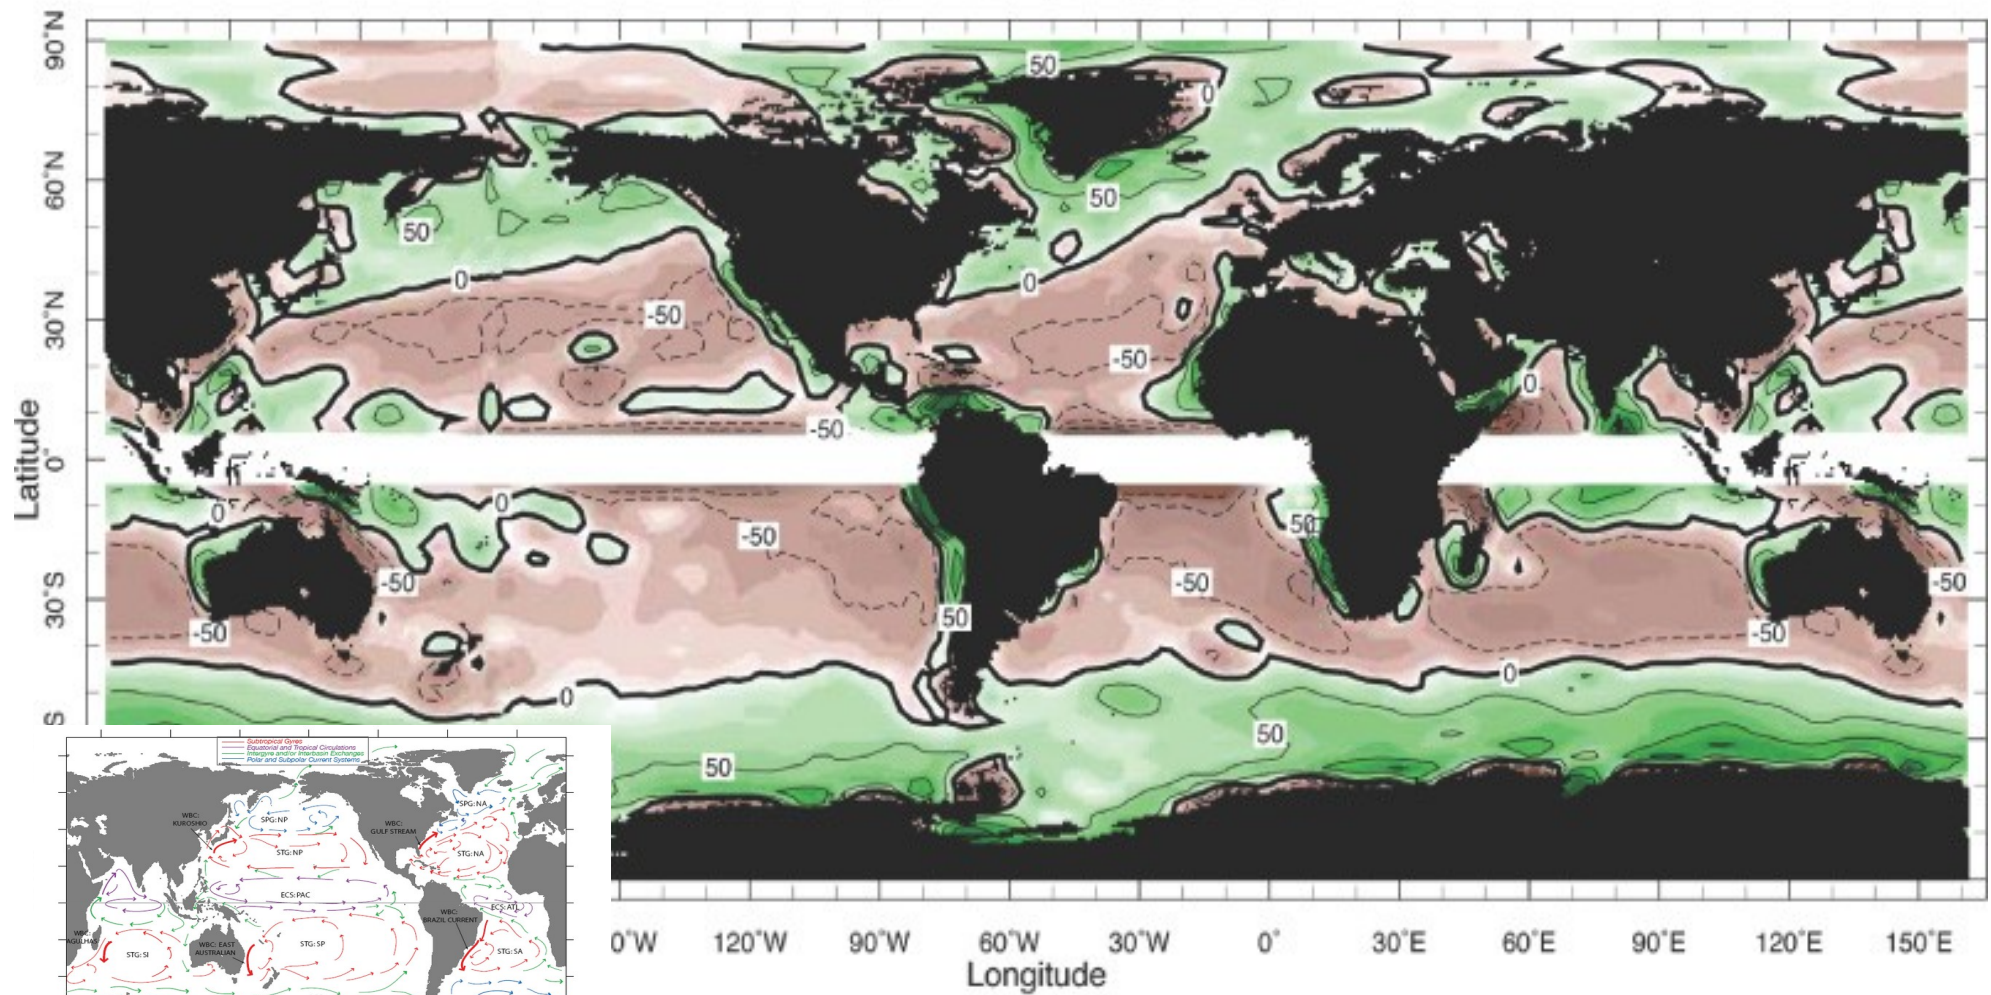 90°N
60°N
30°N
0°
30°S
S
Latitude
50
0
50
50
0
0
-50
-50
0
-50
0
0
50
-50
-50
-50
-50
50
-50
-50
0
0
50
50
0°W
120°W
90°W
60°W
30°W
0°
30°E
60°E
90°E
120°E
150°E
Longitude
Subtropical Gyres
Equatorial and Tropical Circulations
Intergyre and/or Interbasin Exchanges
Polar and Subpolar Current Systems
SPG: NA
WBC:
KUROSHIO
SPG: NP
WBC:
GULF STREAM
STG: NP
STG: NA
ECS: PAC
ECS: ATL
WBC:
BRAZIL CURRENT
WBC:
AGULHAS
WBC: EAST
AUSTRALIAN
STG: SI
STG: SP
STG: SA